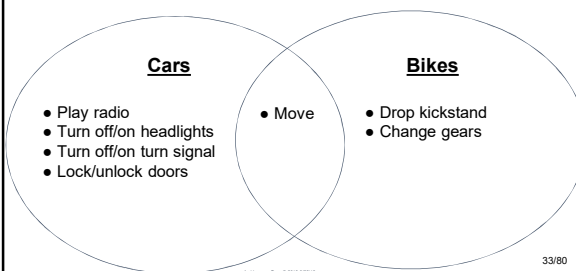 Cars
● Play radio
● Turn off/on headlights
● Turn off/on turn signal
● Lock/unlock doors
● Move
Bikes
● Drop kickstand
● Change gears
33/80